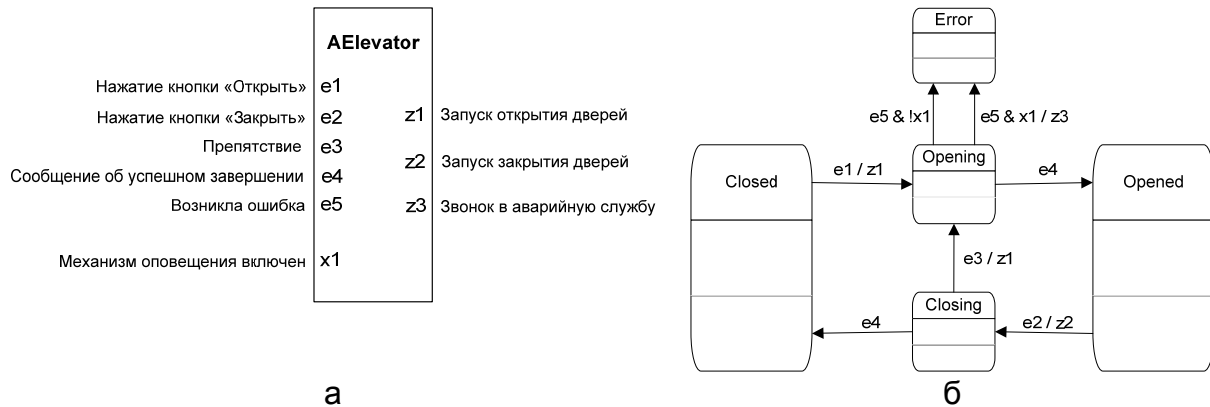 AElevator
Нажатие кнопки «Открыть» e1
Нажатие кнопки «Закрыть» e2
Препятствие e3
Сообщение об успешном завершении e4
Возникла ошибка e5
Механизм оповещения включен x1
z1 Запуск открытия дверей
z2 Запуск закрытия дверей
z3 Звонок в аварийную службу
а
Error
e5 & !x1
e5 & x1 / z3
Closed
e1 / z1
Opening
e4
Opened
e3 / z1
Closing
e4
e2 / z2
б